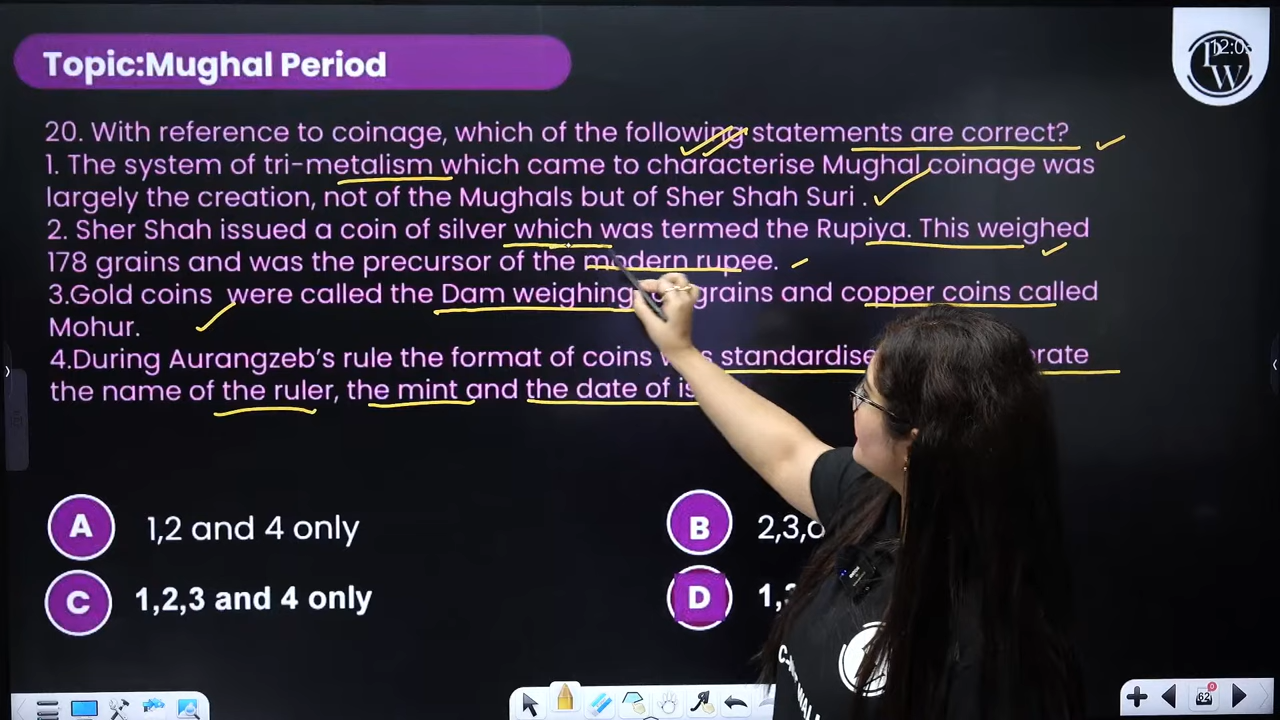 Topic:Mughal Period
12:0
P
W
20. With reference to coinage, which of the following statements are correct?
1. The system of tri-metalism which came to characterise Mughal coinage was
largely the creation, not of the Mughals but of Sher Shah Suri .
2. Sher Shah issued a coin of silver which was termed the Rupiya. This weighed
178 grains and was the precursor of the modern rupee.
3.Gold coins were called the Dam weighing grains and copper coins called
Mohur.
4.During Aurangzeb's rule the format of coins was standardise
the name of the ruler, the mint and the date of is
A 1,2 and 4 only
B 2,3,
C 1,2,3 and 4 only
D 1,
62